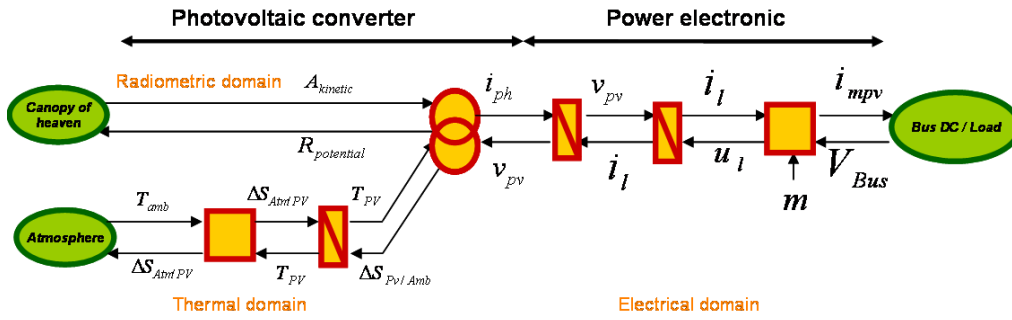 Photovoltaic converter
Power electronic
Radiometric domain
Canopy of
heaven
A_kinetic
R_potential
i_ph
v_pv
v_pv
i_l
i_l
u_l
i_mpv
V_Bus
m
Bus DC / Load
Atmosphere
T_amb
ΔS_Atm/PV
ΔS_Atm/PV
T_PV
T_PV
ΔS_Pv/Amb
Thermal domain
Electrical domain